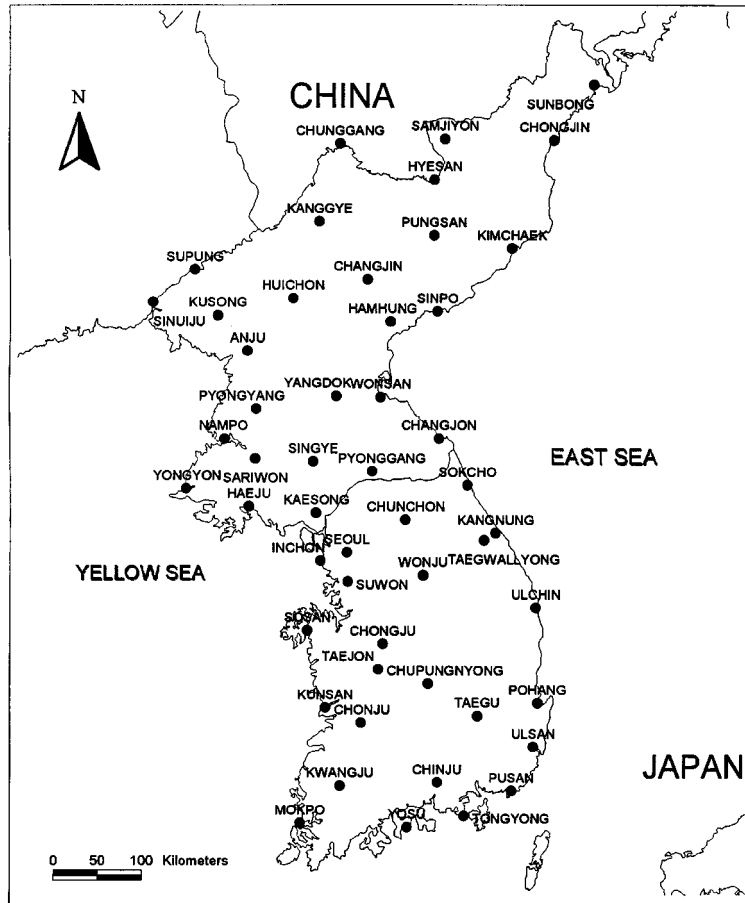 SUNBONG
N
CHINA
CHUNGGANG
SAMJIYON
CHONGJIN
HYESAN
KANGGYE
PUNGSAN
KIMCHAEK
SUPUNG
CHANGJIN
HUICHON
KUSONG
SINPO
HAMHUNG
SINUIJU
ANJU
YANGDOK
WONSAN
PYONGYANG
NAMPO
CHANGJON
SINGYE
PYONGGANG
EAST SEA
YONGYON
SARIWON
SOKCHO
HAEJU
KAESONG
CHUNCHON
KANGNUNG
SEOUL
INCHON
TAEGWALLYONG
WONJU
YELLOW SEA
SUWON
ULCHIN
SOSAN
CHONGJU
TAEJON
CHUPUNGNYONG
KUNSAN
CHONJU
TAEGU
POHANG
ULSAN
JAPAN
KWANGJU
CHINJU
PUSAN
MOKPO
YOSU
TONGYONG
0 50 100 Kilometers